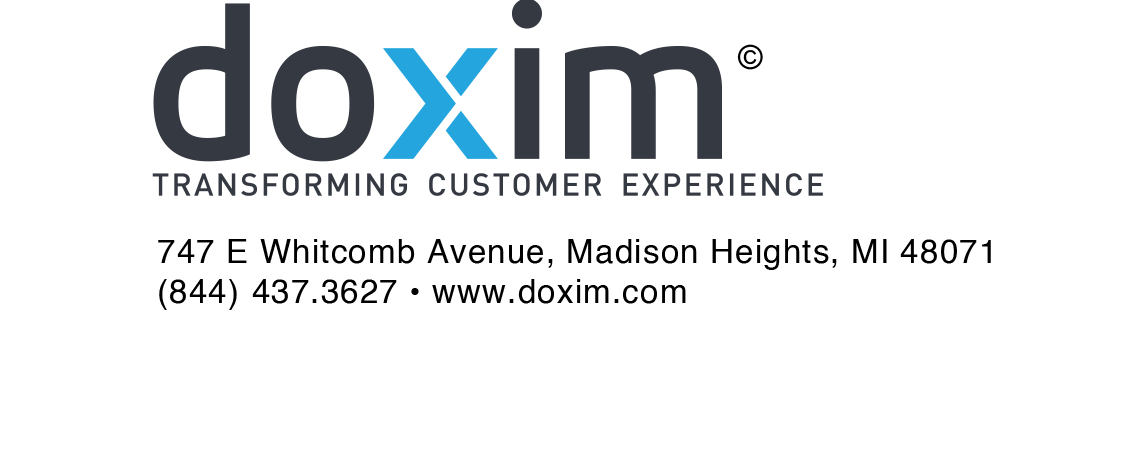 doxim©
TRANSFORMING CUSTOMER EXPERIENCE
747 E Whitcomb Avenue, Madison Heights, MI 48071
(844) 437.3627 • www.doxim.com